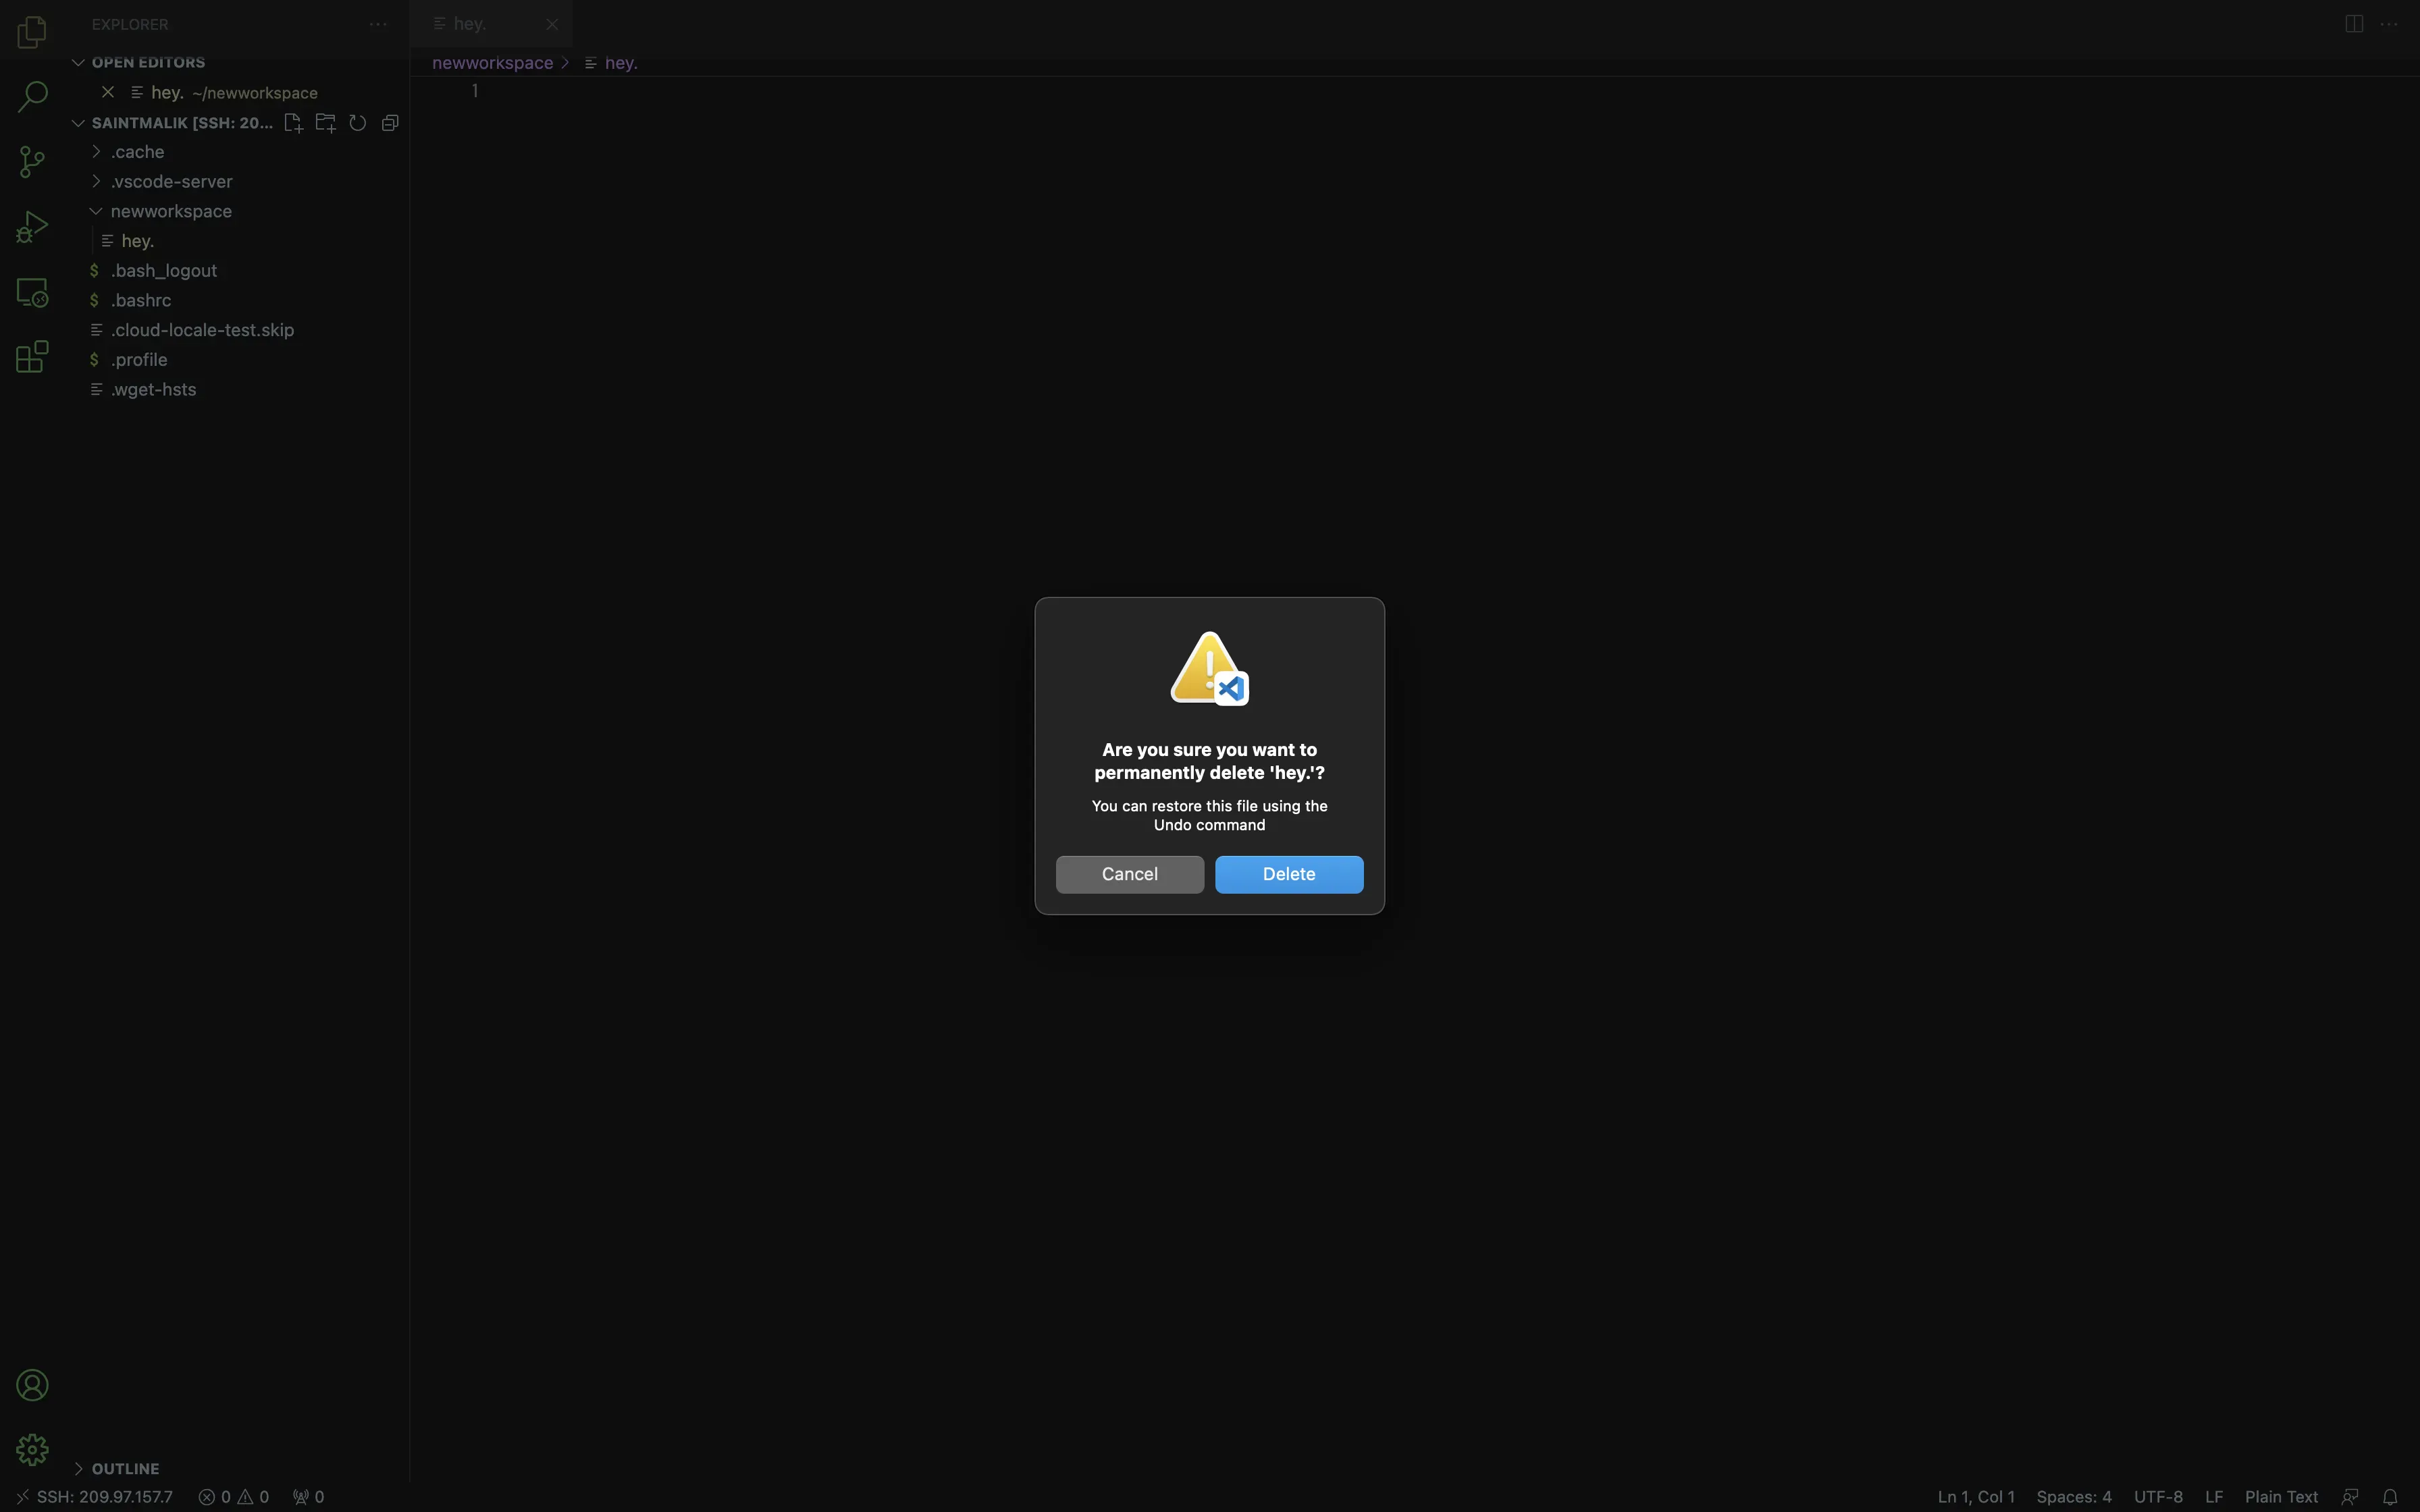 EXPLORER
hey.
OPEN EDITORS
hey. ~/newworkspace
newworkspace > hey.
1
SAINTMALIK [SSH: 20...
.cache
.vscode-server
newworkspace
hey.
$ .bash_logout
$ .bashrc
.cloud-locale-test.skip
$ .profile
.wget-hsts
Are you sure you want to
permanently delete 'hey.'?
You can restore this file using the
Undo command
Cancel
Delete
OUTLINE
SSH: 209.97.157.7 0 0 0
Ln 1, Col 1 Spaces: 4 UTF-8 LF Plain Text